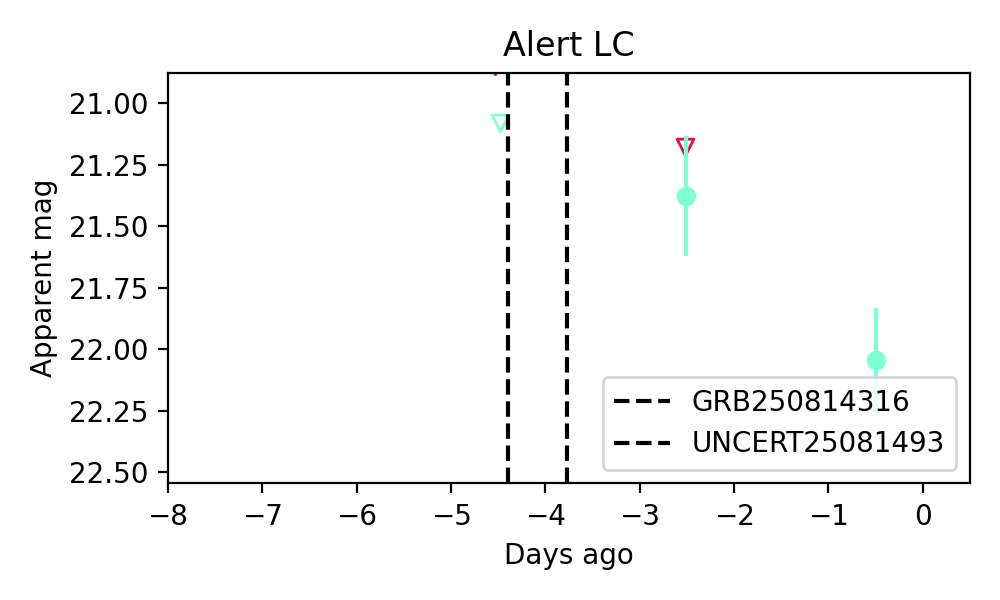 Alert LC
Apparent mag
21.00
21.25
21.50
21.75
22.00
22.25
22.50
GRB250814316
UNCERT25081493
−8 −7 −6 −5 −4 −3 −2 −1 0
Days ago